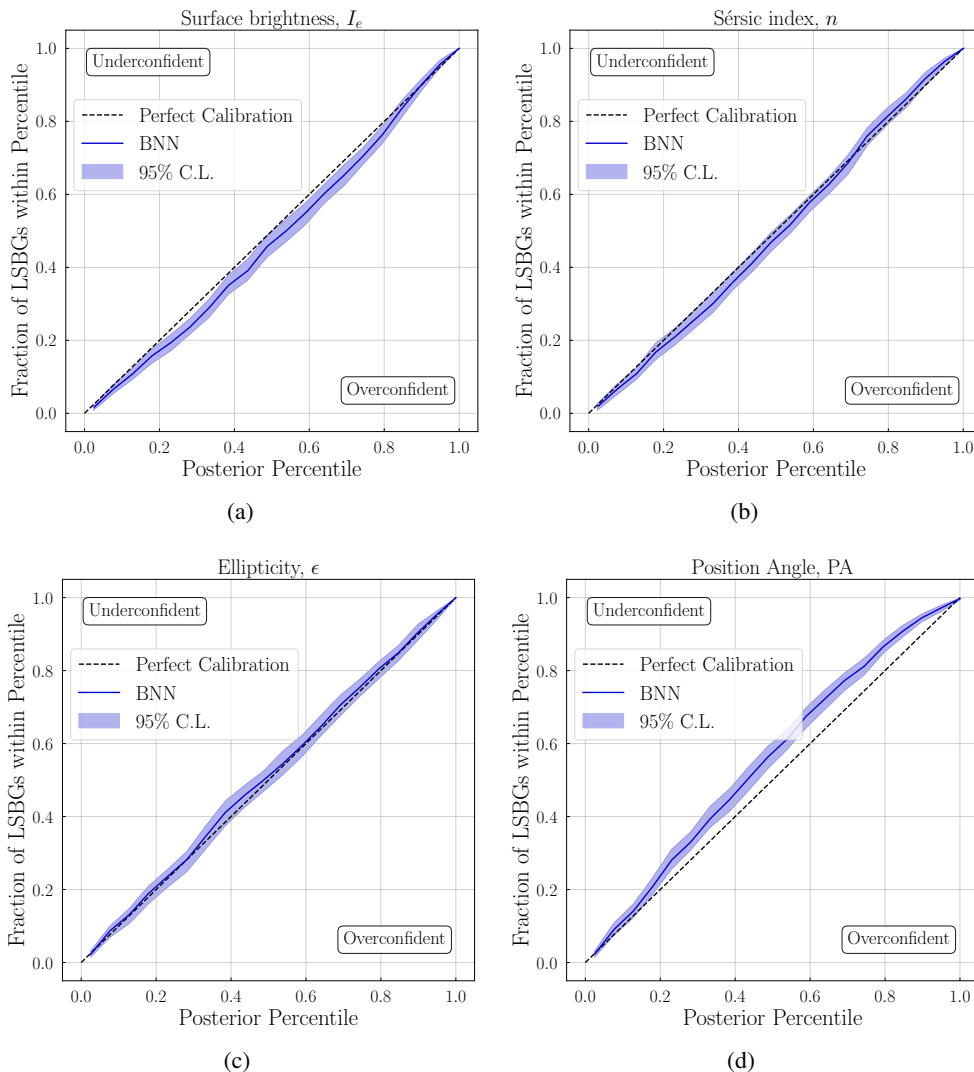 Surface brightness, I_e
Underconfident
Perfect Calibration
BNN
95% C.L.
Overconfident
Fraction of LSBGs within Percentile
1.0
0.8
0.6
0.4
0.2
0.0
0.0 0.2 0.4 0.6 0.8 1.0
Posterior Percentile
(a)
Sérsic index, n
Underconfident
Perfect Calibration
BNN
95% C.L.
Overconfident
Fraction of LSBGs within Percentile
1.0
0.8
0.6
0.4
0.2
0.0
0.0 0.2 0.4 0.6 0.8 1.0
Posterior Percentile
(b)
Ellipticity, ϵ
Underconfident
Perfect Calibration
BNN
95% C.L.
Overconfident
Fraction of LSBGs within Percentile
1.0
0.8
0.6
0.4
0.2
0.0
0.0 0.2 0.4 0.6 0.8 1.0
Posterior Percentile
(c)
Position Angle, PA
Underconfident
Perfect Calibration
BNN
95% C.L.
Overconfident
Fraction of LSBGs within Percentile
1.0
0.8
0.6
0.4
0.2
0.0
0.0 0.2 0.4 0.6 0.8 1.0
Posterior Percentile
(d)